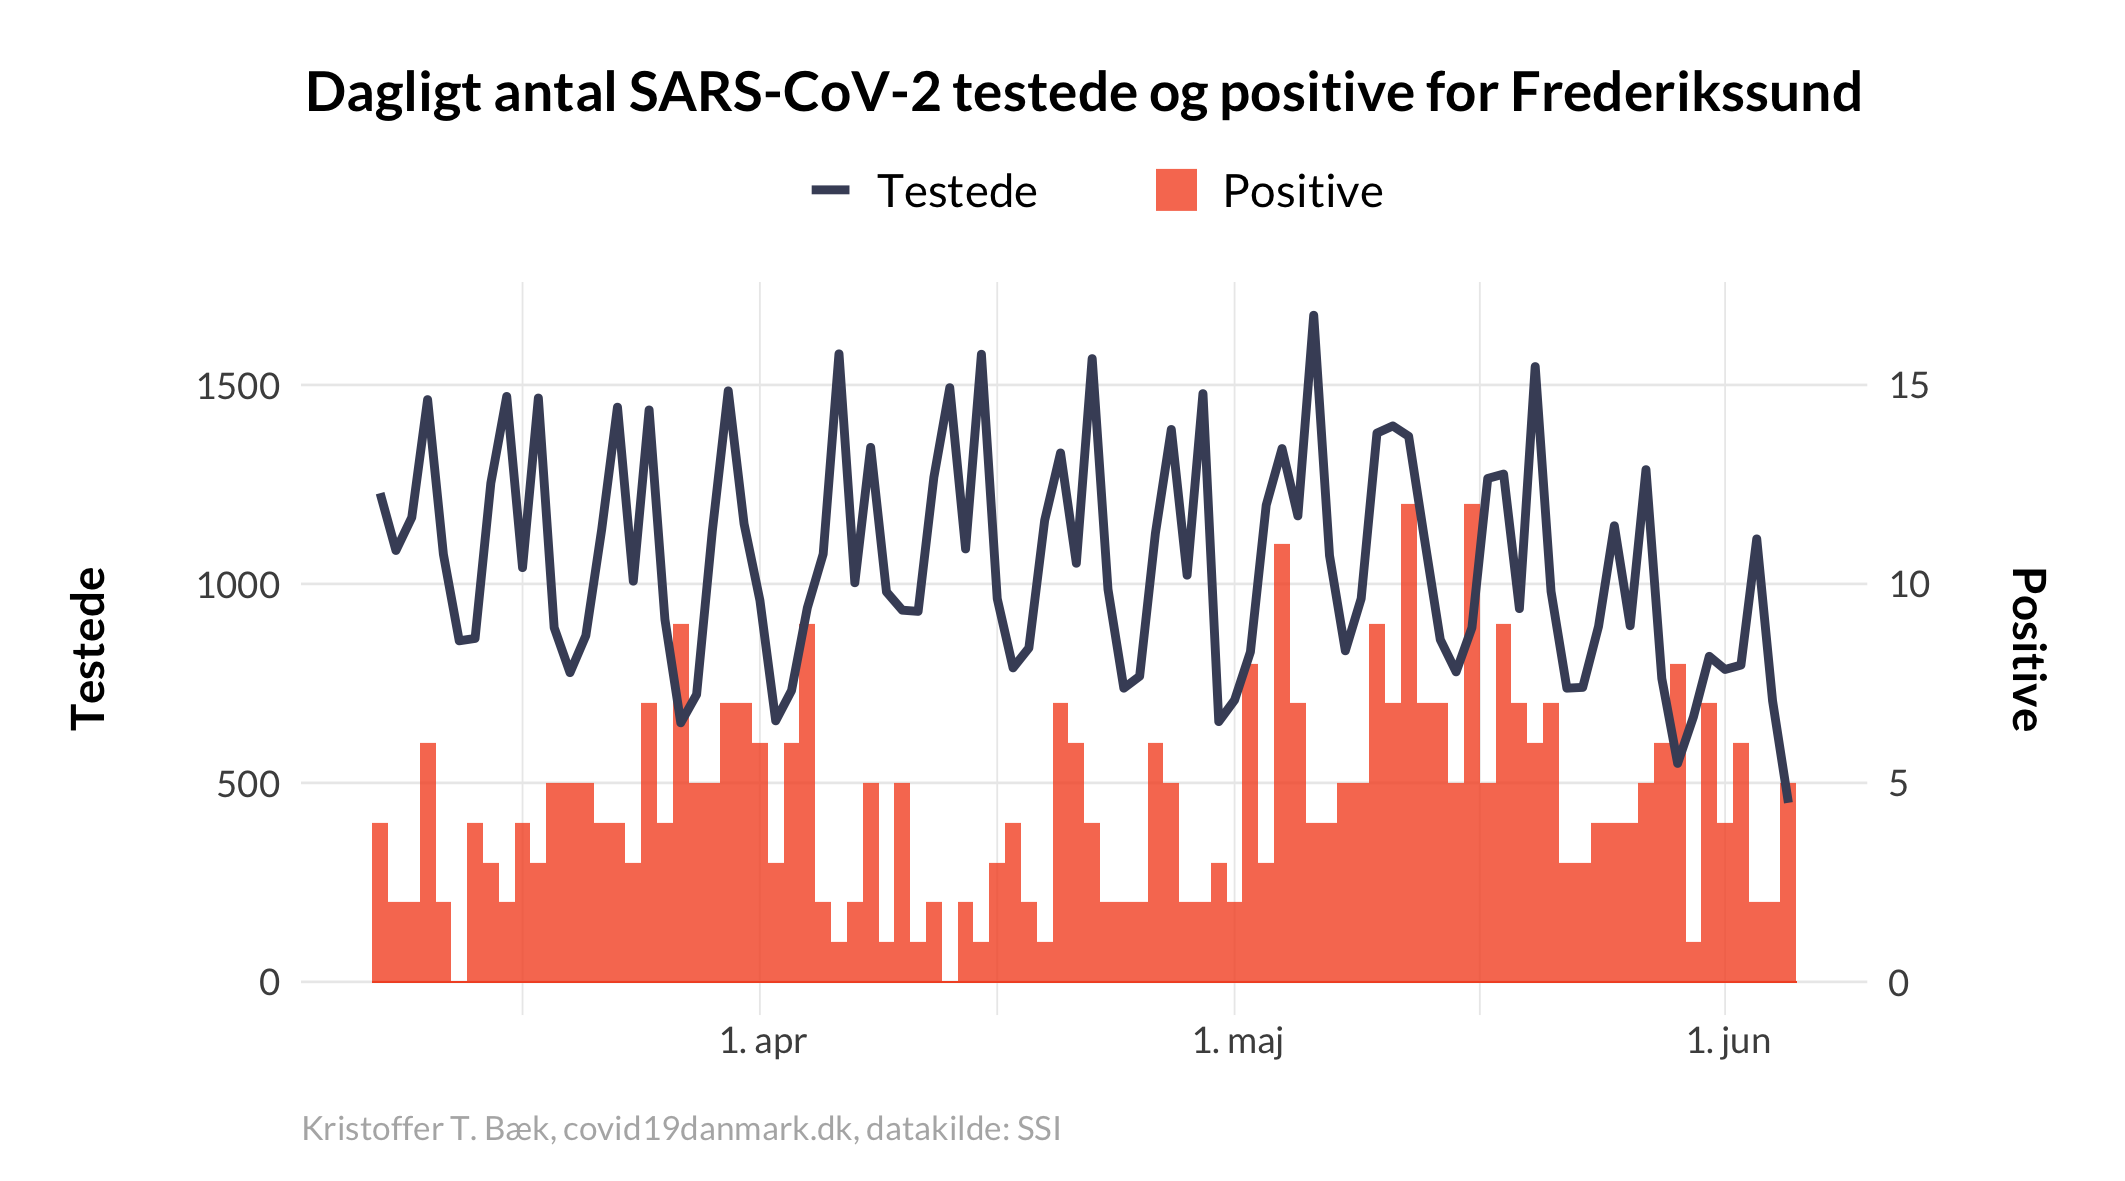 Dagligt antal SARS-CoV-2 testede og positive for Frederikssund
Testede
Positive
1500
1000
500
0
15
10
5
0
Testede
Positive
1. apr
1. maj
1. jun
Kristoffer T. Bæk, covid19danmark.dk, datakilde: SSI